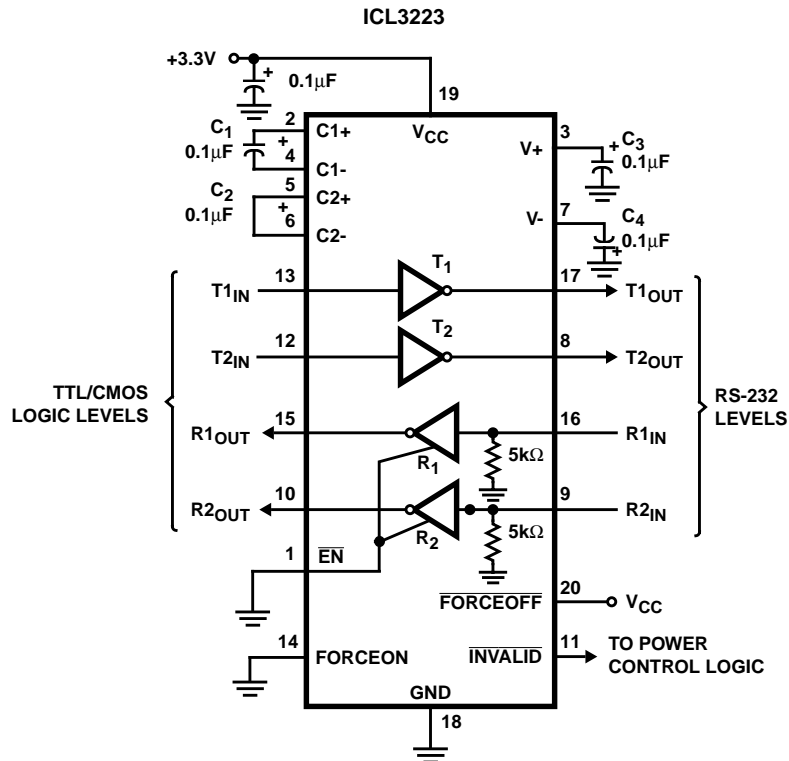 ICL3223
+3.3V
+
0.1µF
19
VCC
2
C1+
C1
0.1µF
+
4
C1-
5
C2+
C2
0.1µF
+
6
C2-
3
V+
+
C3
0.1µF
7
V-
C4
0.1µF
+
T1IN
13
T1
17
T1OUT
T2IN
12
T2
8
T2OUT
TTL/CMOS
LOGIC LEVELS
RS-232
LEVELS
R1OUT
15
R1
16
R1IN
5kΩ
R2OUT
10
R2
9
R2IN
5kΩ
1
EN
FORCEOFF
20
VCC
14
FORCEON
INVALID
11
TO POWER
CONTROL LOGIC
GND
18